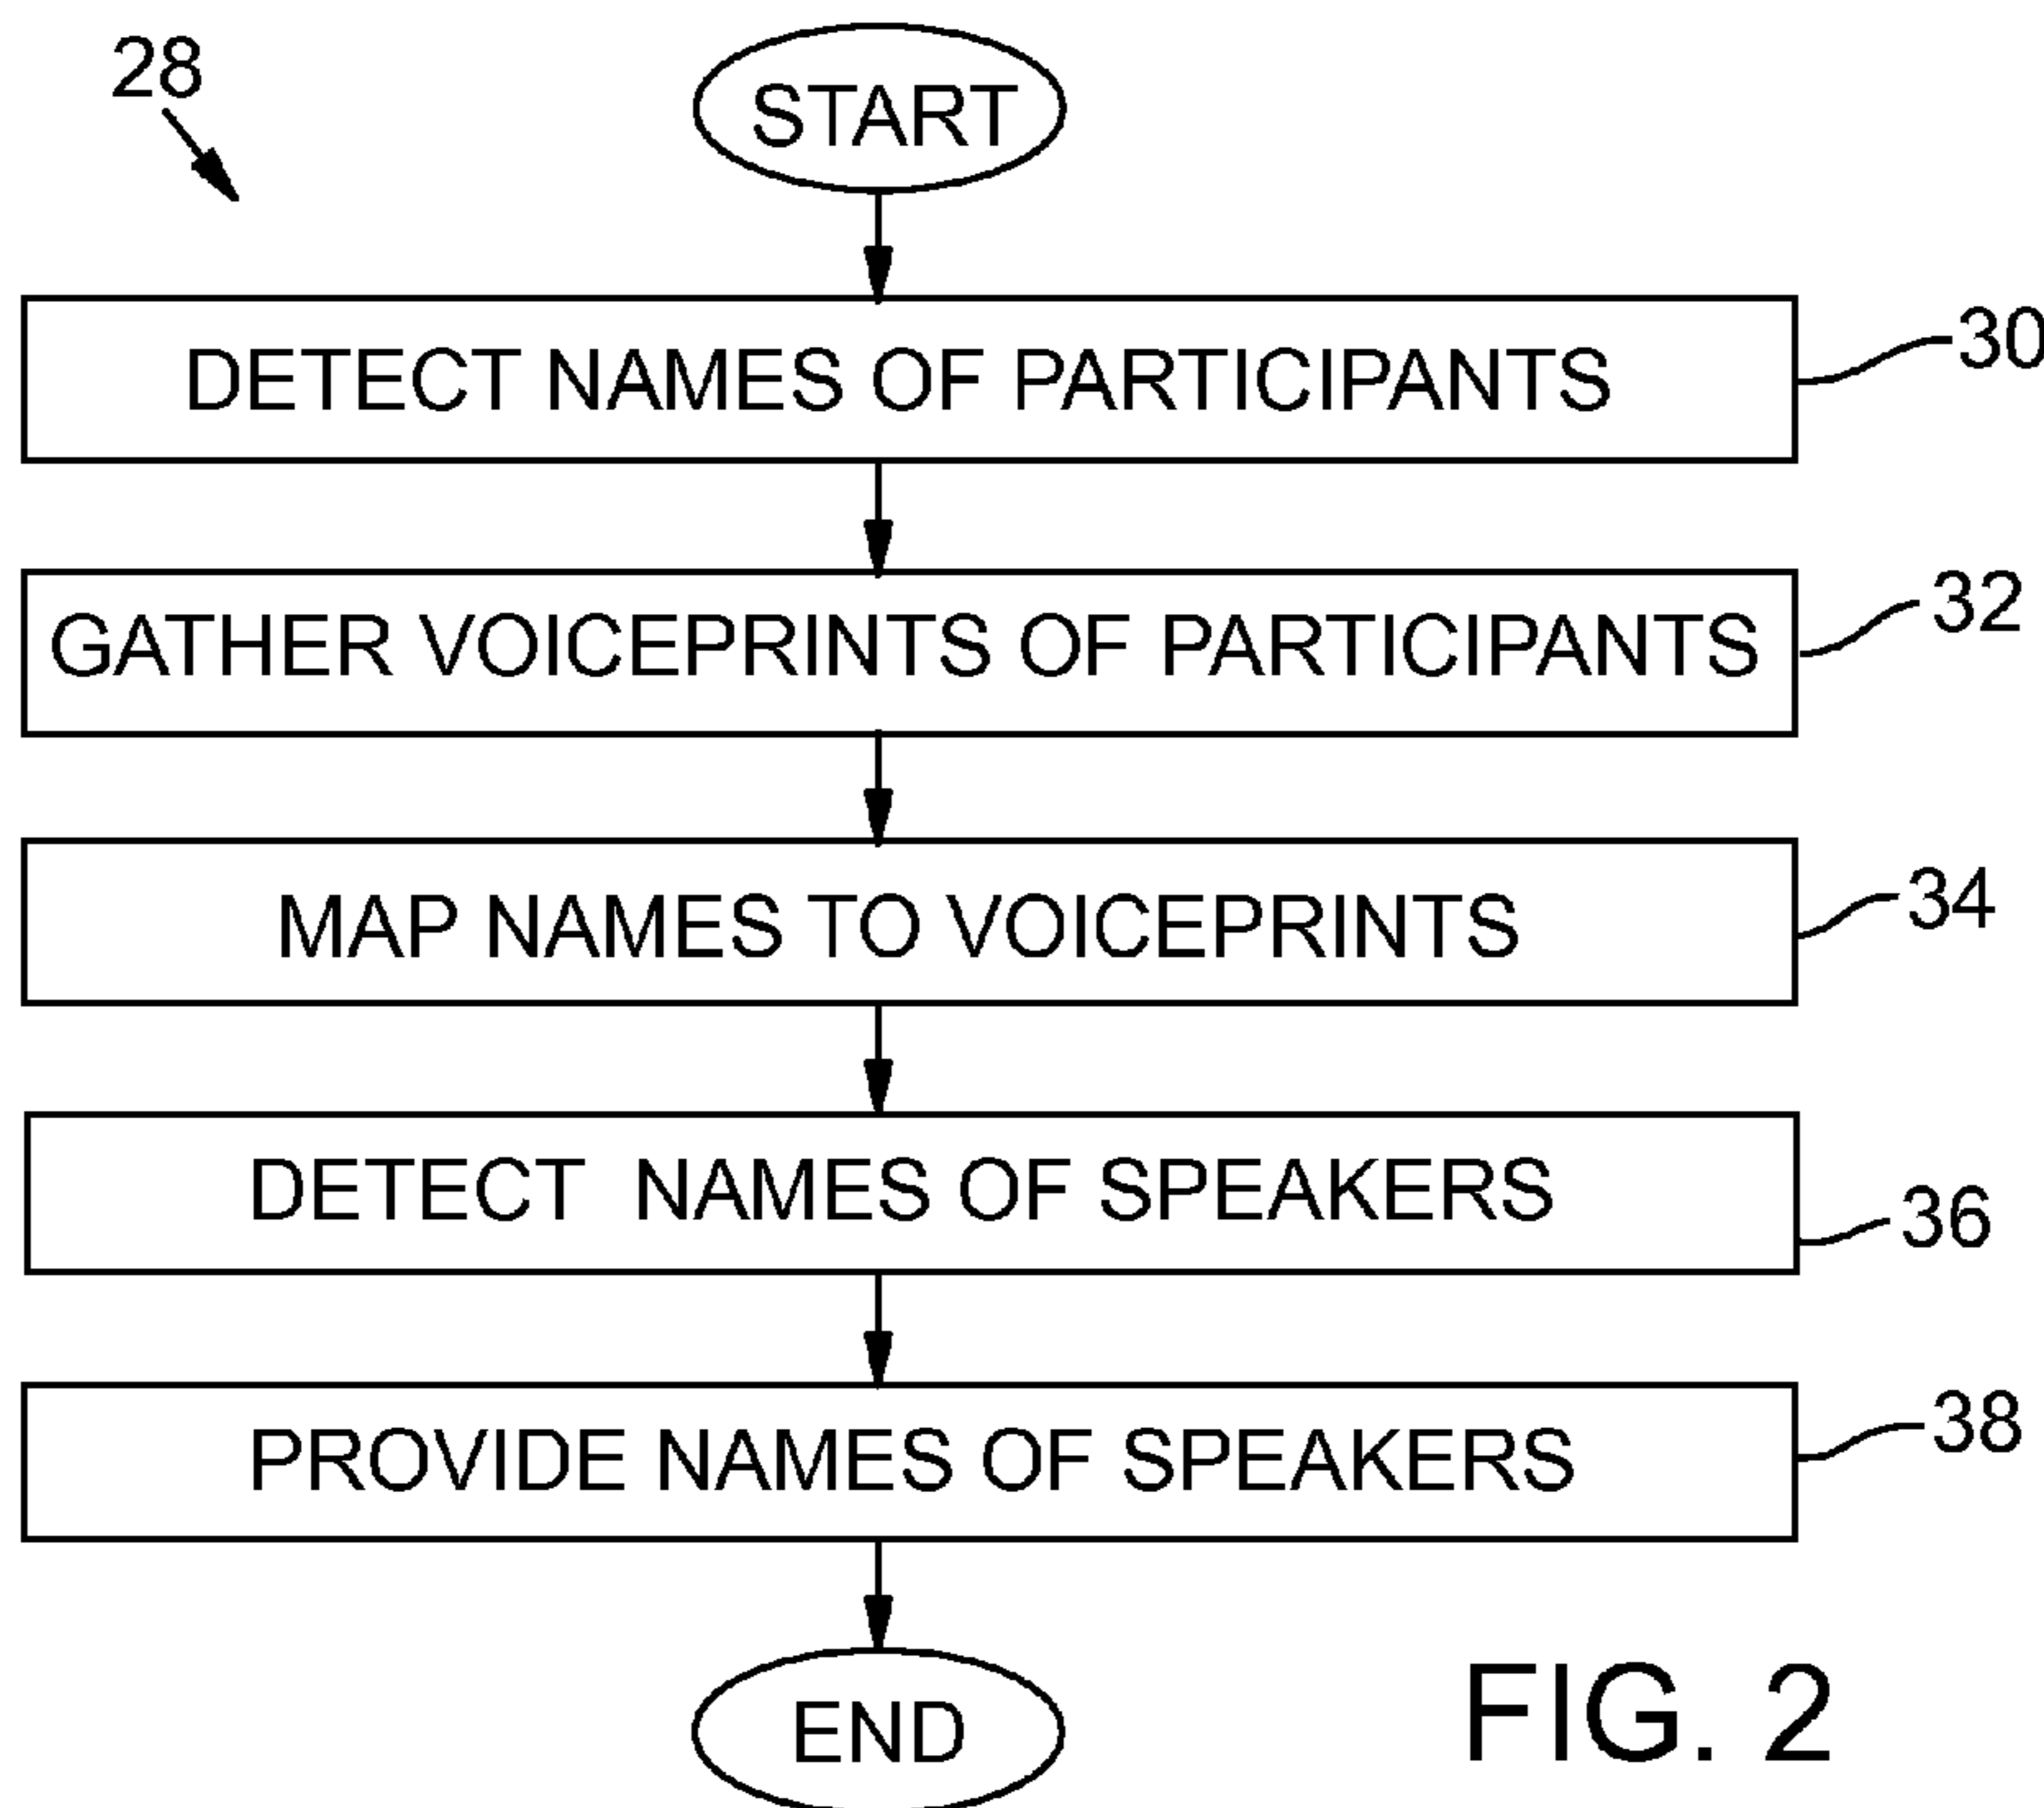 28
START
DETECT NAMES OF PARTICIPANTS
30
GATHER VOICEPRINTS OF PARTICIPANTS
32
MAP NAMES TO VOICEPRINTS
34
DETECT NAMES OF SPEAKERS
36
PROVIDE NAMES OF SPEAKERS
38
END
FIG. 2